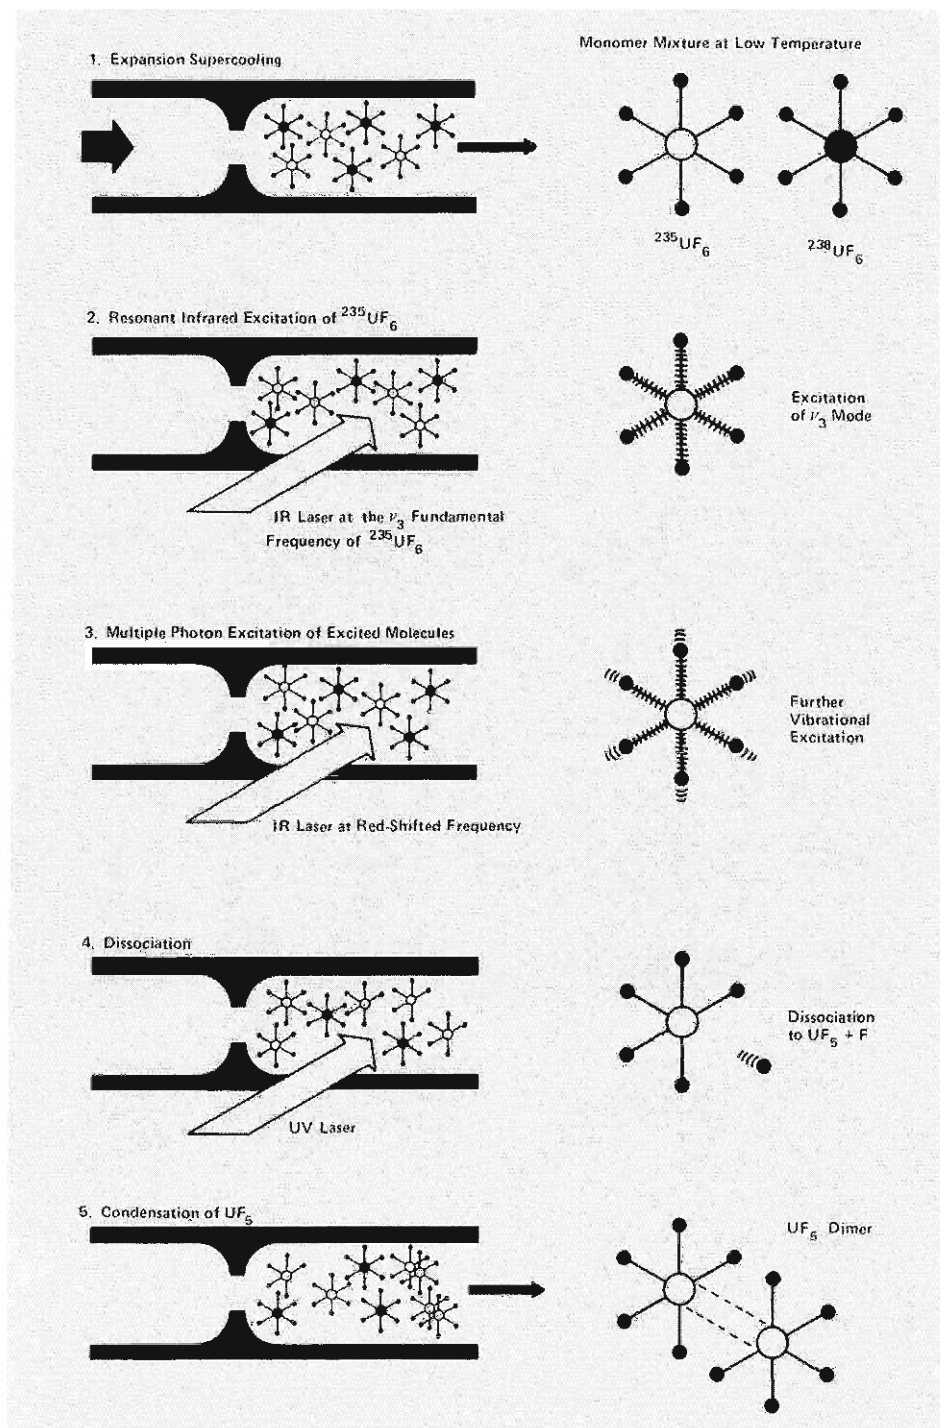 1. Expansion Supercooling
Monomer Mixture at Low Temperature
²³⁵UF₆
²³⁸UF₆
2. Resonant Infrared Excitation of ²³⁵UF₆
Excitation
of ν₃ Mode
IR Laser at the ν₃ Fundamental
Frequency of ²³⁵UF₆
3. Multiple Photon Excitation of Excited Molecules
Further
Vibrational
Excitation
IR Laser at Red-Shifted Frequency
4. Dissociation
Dissociation
to UF₅ + F
UV Laser
5. Condensation of UF₅
UF₅ Dimer